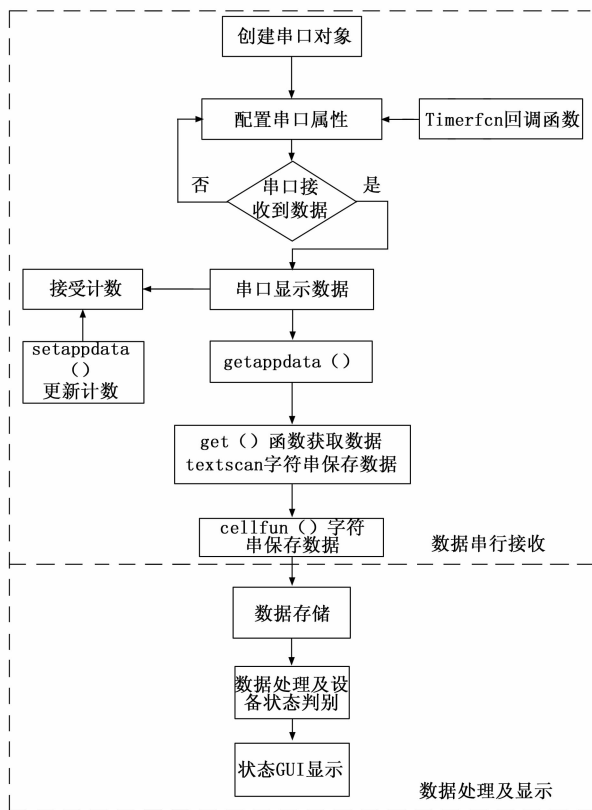 创建串口对象
配置串口属性
Timerfcn回调函数
否
串口接
收到数据
是
接受计数
串口显示数据
setappdata
（）
更新计数
getappdata（）
get（）函数获取数据
textscan字符串保存数据
cellfun（）字符
串保存数据
数据串行接收
数据存储
数据处理及设
备状态判别
状态GUI显示
数据处理及显示